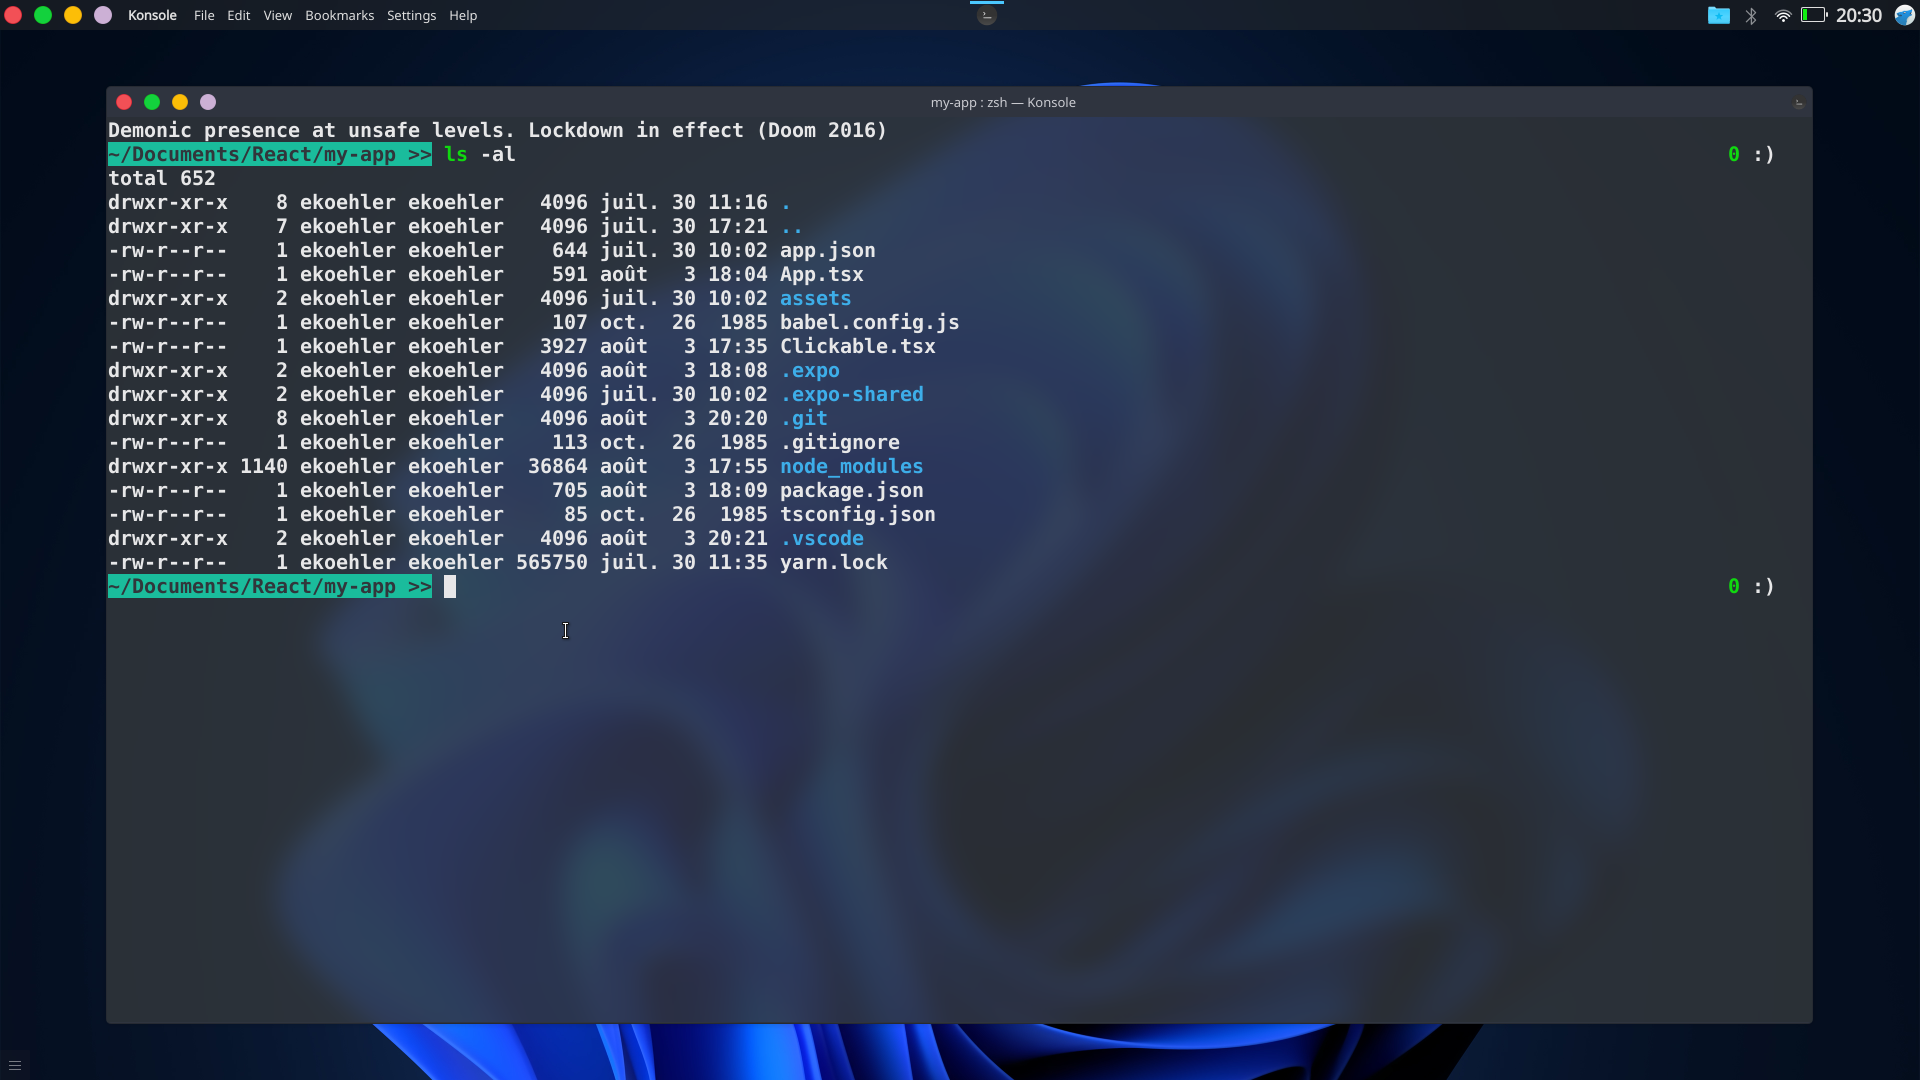 Konsole File Edit View Bookmarks Settings Help 20:30
my-app : zsh — Konsole
Demonic presence at unsafe levels. Lockdown in effect (Doom 2016)
~/Documents/React/my-app >> ls -al 0 :)
total 652
drwxr-xr-x    8 ekoehler ekoehler   4096 juil. 30 11:16 .
drwxr-xr-x    7 ekoehler ekoehler   4096 juil. 30 17:21 ..
-rw-r--r--    1 ekoehler ekoehler    644 juil. 30 10:02 app.json
-rw-r--r--    1 ekoehler ekoehler    591 août   3 18:04 App.tsx
drwxr-xr-x    2 ekoehler ekoehler   4096 juil. 30 10:02 assets
-rw-r--r--    1 ekoehler ekoehler    107 oct.  26  1985 babel.config.js
-rw-r--r--    1 ekoehler ekoehler   3927 août   3 17:35 Clickable.tsx
drwxr-xr-x    2 ekoehler ekoehler   4096 août   3 18:08 .expo
drwxr-xr-x    2 ekoehler ekoehler   4096 juil. 30 10:02 .expo-shared
drwxr-xr-x    8 ekoehler ekoehler   4096 août   3 20:20 .git
-rw-r--r--    1 ekoehler ekoehler    113 oct.  26  1985 .gitignore
drwxr-xr-x 1140 ekoehler ekoehler  36864 août   3 17:55 node_modules
-rw-r--r--    1 ekoehler ekoehler    705 août   3 18:09 package.json
-rw-r--r--    1 ekoehler ekoehler     85 oct.  26  1985 tsconfig.json
drwxr-xr-x    2 ekoehler ekoehler   4096 août   3 20:21 .vscode
-rw-r--r--    1 ekoehler ekoehler 565750 juil. 30 11:35 yarn.lock
~/Documents/React/my-app >> 0 :)